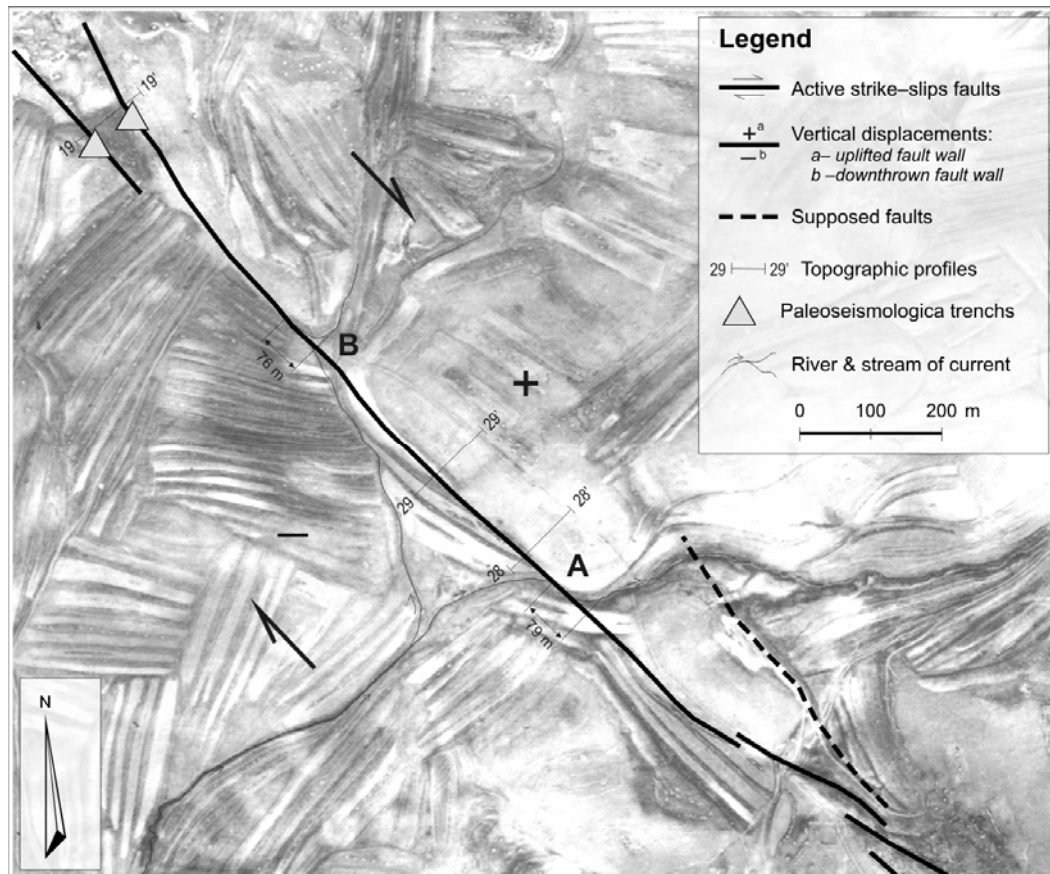 19'
19
B
76 m
+
29'
29
28'
28
A
79 m
−
N
Legend
Active strike–slips faults
+ a
− b
Vertical displacements:
a– uplifted fault wall
b –downthrown fault wall
Supposed faults
29 29' Topographic profiles
Paleoseismologica trenchs
River & stream of current
0 100 200 m